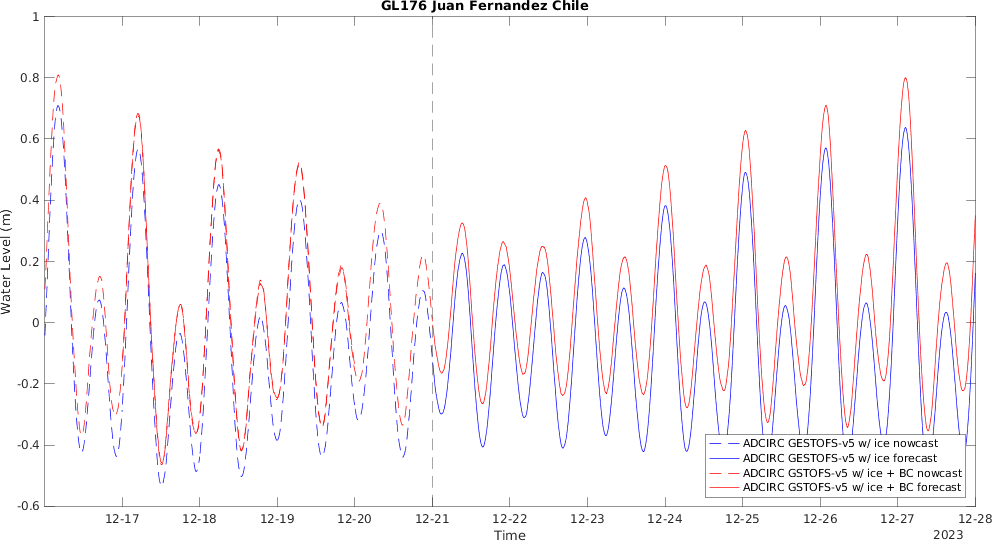 GL176 Juan Fernandez Chile
1
0.8
0.6
0.4
0.2
0
-0.2
-0.4
-0.6
Water Level (m)
12-17 12-18 12-19 12-20 12-21 12-22 12-23 12-24 12-25 12-26 12-27 12-28
Time
2023
ADCIRC GESTOFS-v5 w/ ice nowcast
ADCIRC GESTOFS-v5 w/ ice forecast
ADCIRC GSTOFS-v5 w/ ice + BC nowcast
ADCIRC GSTOFS-v5 w/ ice + BC forecast